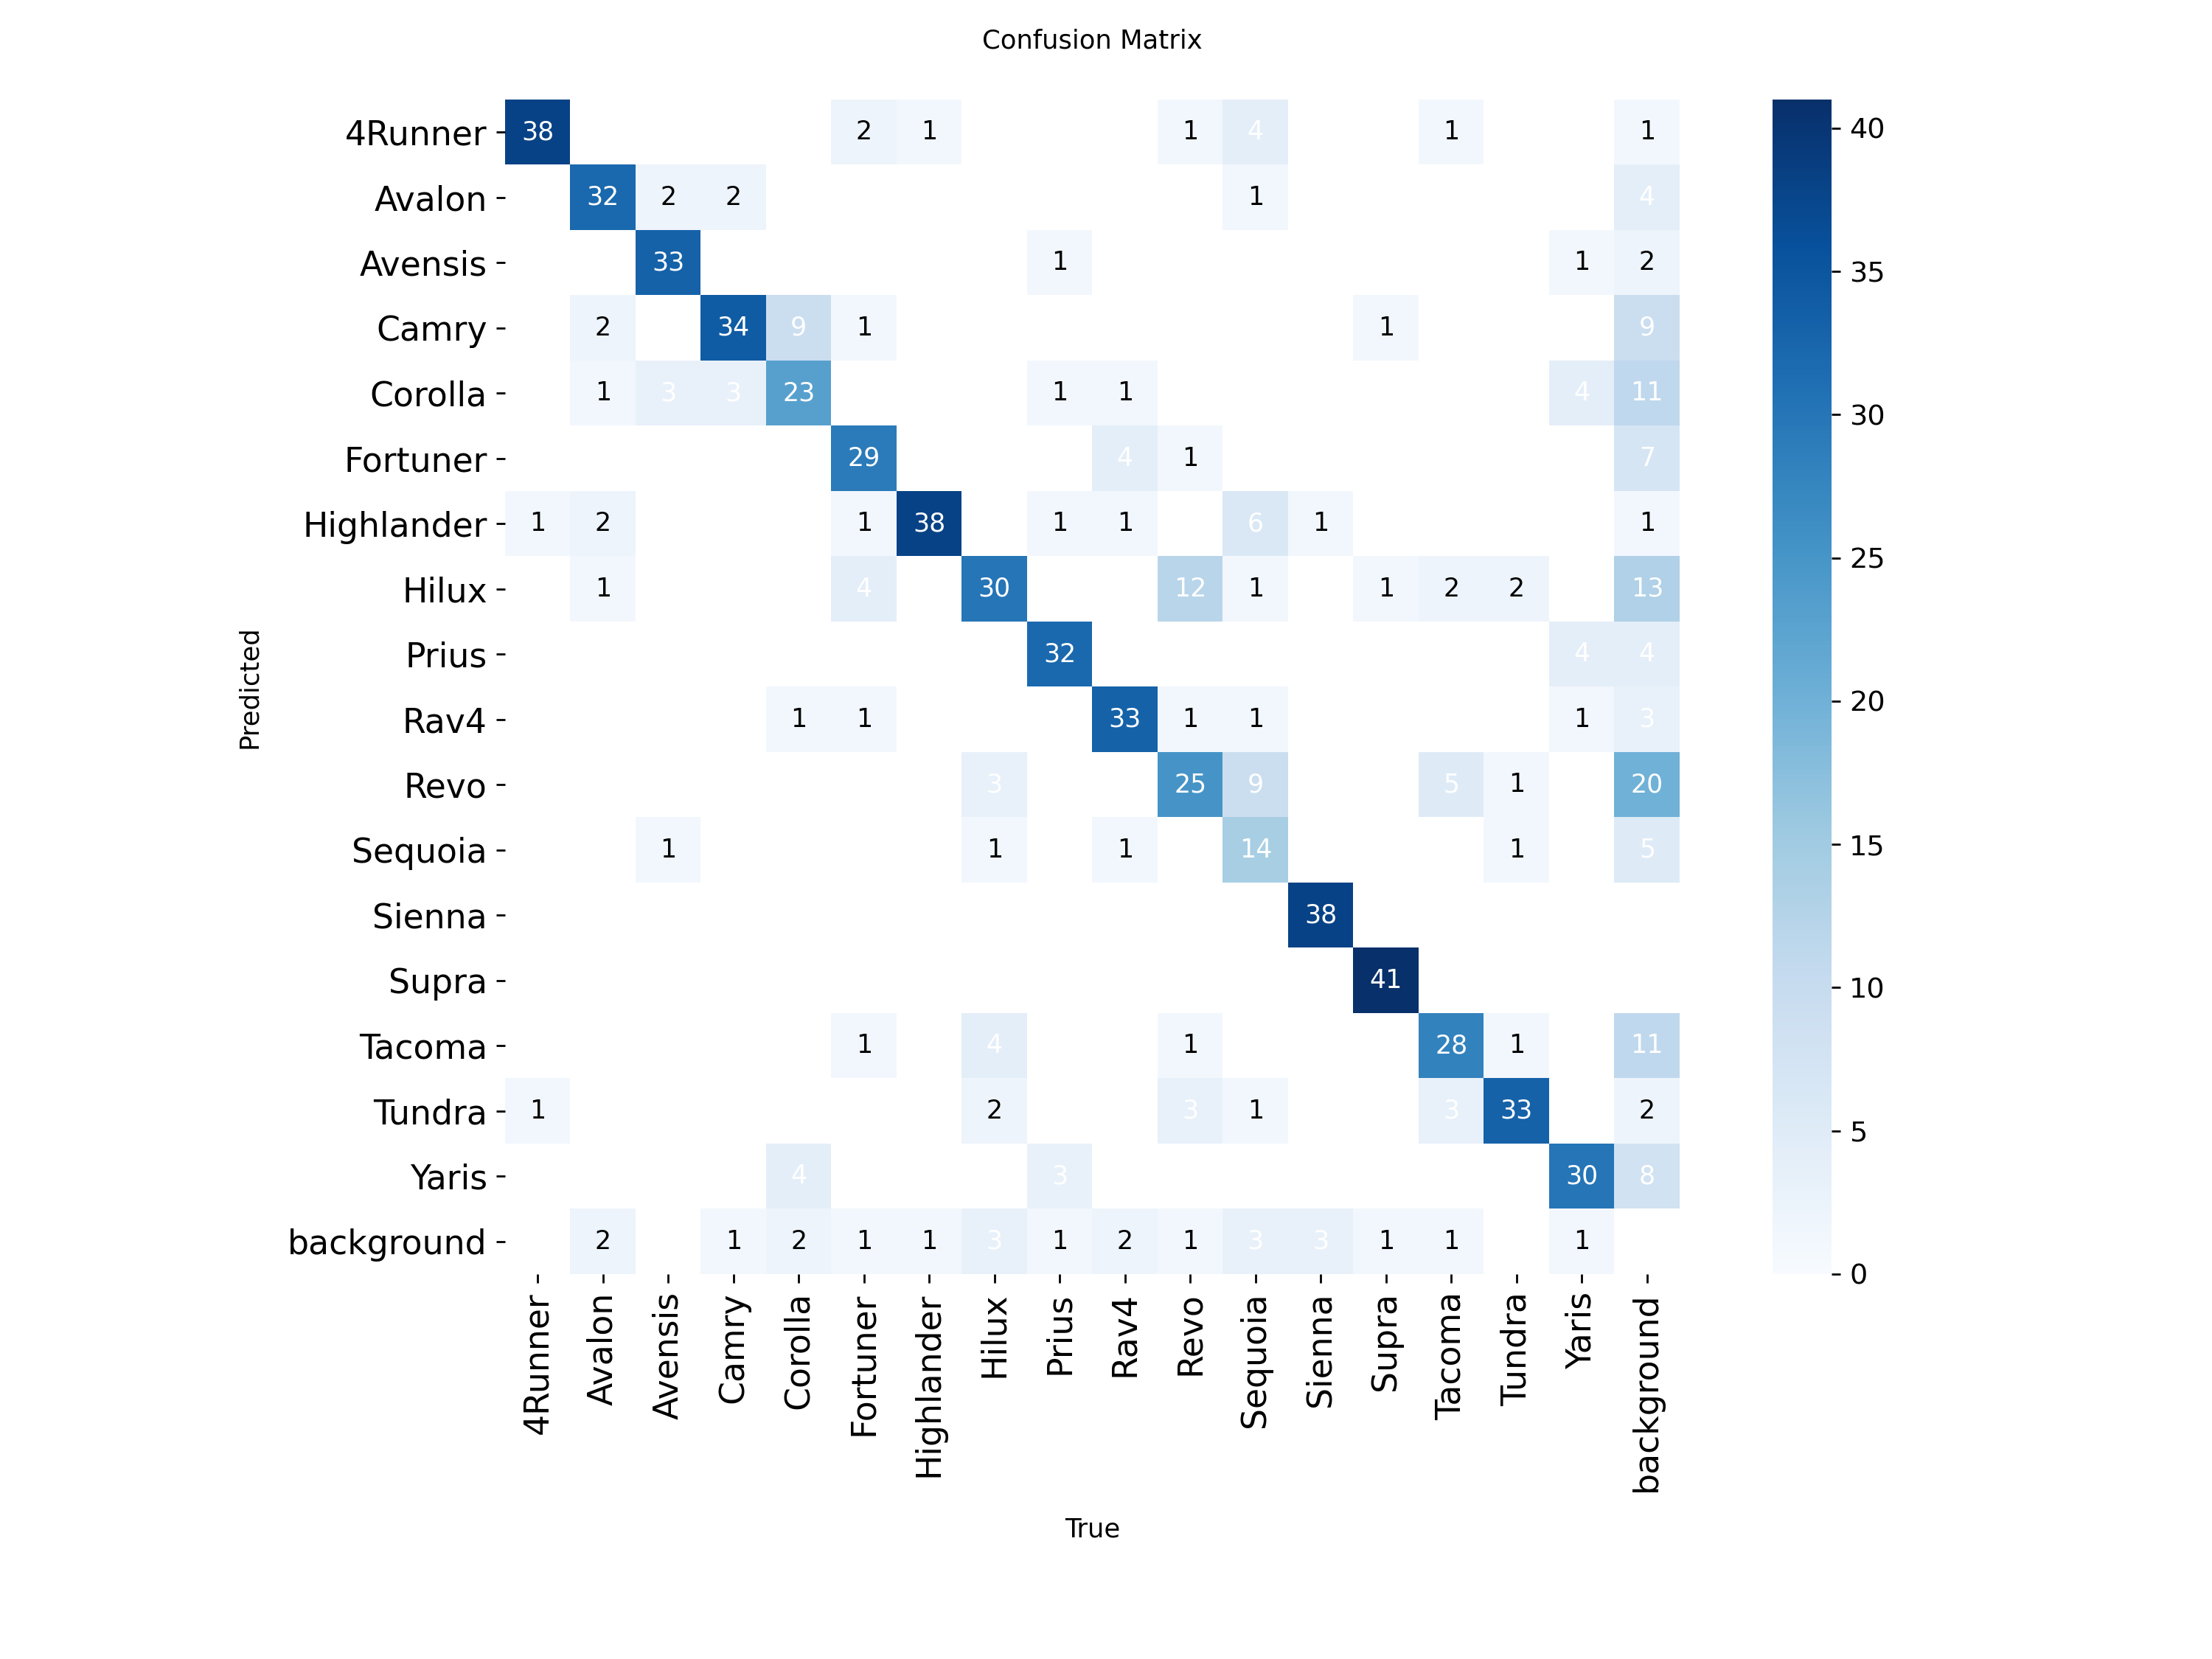 Confusion Matrix
4Runner 38 2 1 1 4 1 1 40
Avalon 32 2 2 1 4
Avensis 33 1 1 2 35
Camry 2 34 9 1 1 9
Corolla 1 3 3 23 1 1 4 11 30
Fortuner 29 4 1 7
Highlander 1 2 1 38 1 1 6 1 1
Hilux 1 4 30 12 1 1 2 2 13 25
Prius 32 4 4
Rav4 1 1 33 1 1 1 3 20
Revo 3 25 9 5 1 20
Sequoia 1 1 1 14 1 5 15
Sienna 38
Supra 41 10
Tacoma 1 4 1 28 1 11
Tundra 1 2 3 1 3 33 2 5
Yaris 4 3 30 8
background 2 1 2 1 1 3 1 2 1 3 3 1 1 1 0
Predicted
4Runner Avalon Avensis Camry Corolla Fortuner Highlander Hilux Prius Rav4 Revo Sequoia Sienna Supra Tacoma Tundra Yaris background
True